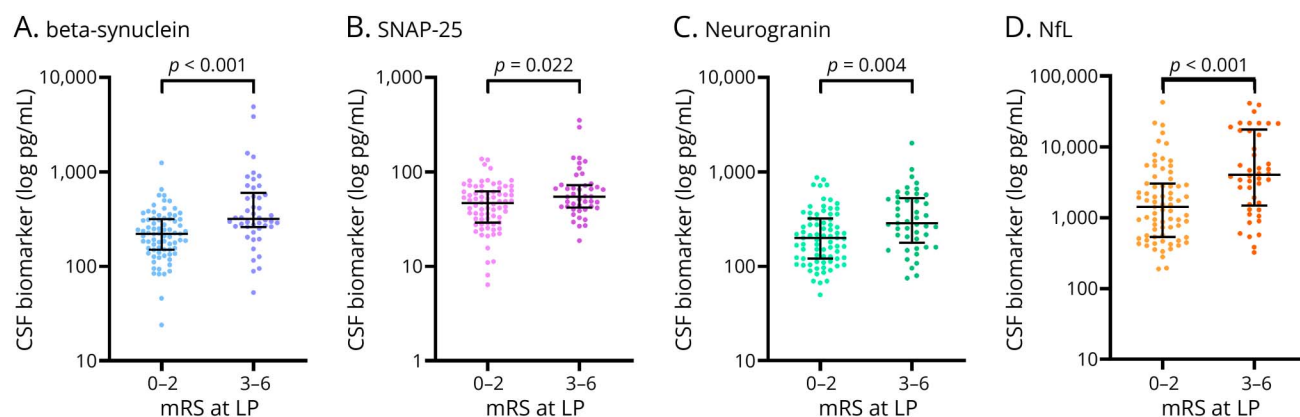 A. beta-synuclein
p < 0.001
10,000
1,000
100
10
CSF biomarker (log pg/mL)
0–2
3–6
mRS at LP
B. SNAP-25
p = 0.022
1,000
100
10
1
CSF biomarker (log pg/mL)
0–2
3–6
mRS at LP
C. Neurogranin
p = 0.004
10,000
1,000
100
10
CSF biomarker (log pg/mL)
0–2
3–6
mRS at LP
D. NfL
p < 0.001
100,000
10,000
1,000
100
10
CSF biomarker (log pg/mL)
0–2
3–6
mRS at LP